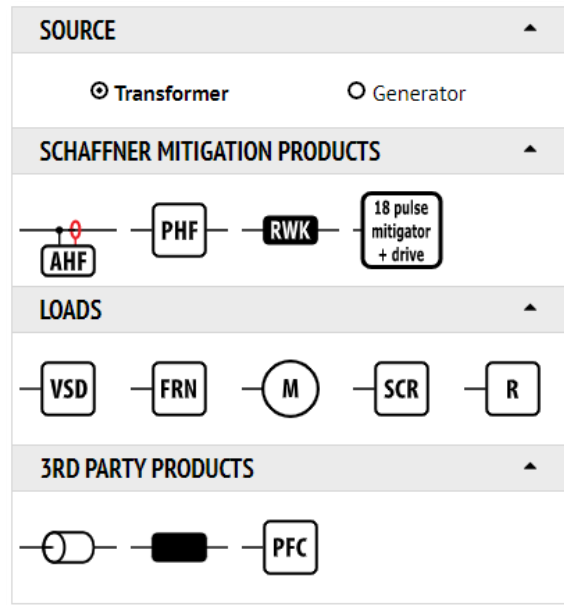 SOURCE
Transformer Generator
SCHAFFNER MITIGATION PRODUCTS
AHF PHF RWK 18 pulse
mitigator
+ drive
LOADS
VSD FRN M SCR R
3RD PARTY PRODUCTS
PFC